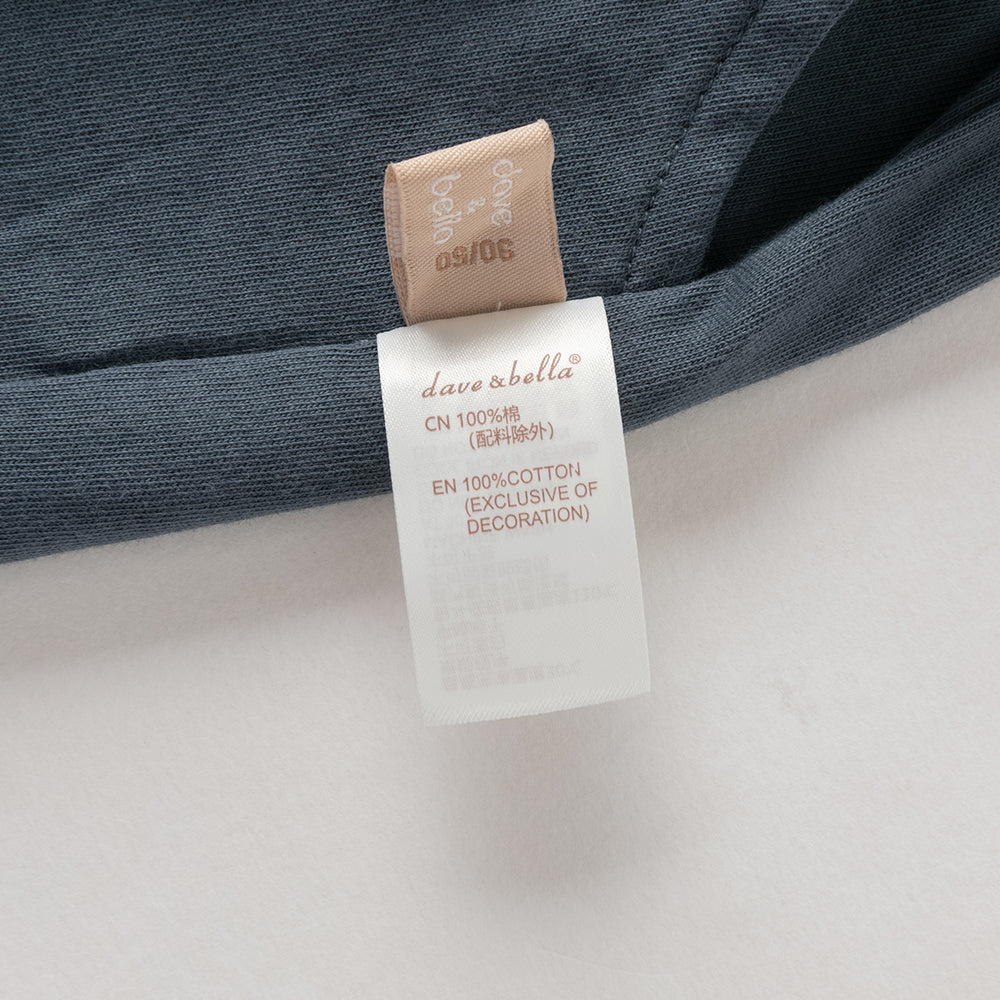 dave
&
bella
90/50
dave & bella®
CN 100%棉
(配料除外)
EN 100%COTTON
(EXCLUSIVE OF
DECORATION)